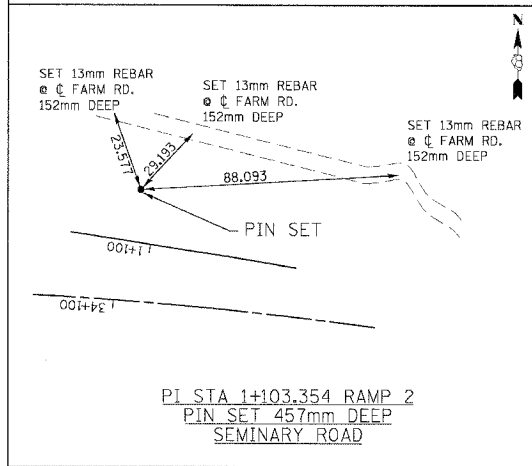 N
SET 13mm REBAR
@ ℄ FARM RD.
152mm DEEP
SET 13mm REBAR
@ ℄ FARM RD.
152mm DEEP
SET 13mm REBAR
@ ℄ FARM RD.
152mm DEEP
23.577
29.193
88.093
PIN SET
1+100
34+100
PI STA 1+103.354 RAMP 2
PIN SET 457mm DEEP
SEMINARY ROAD